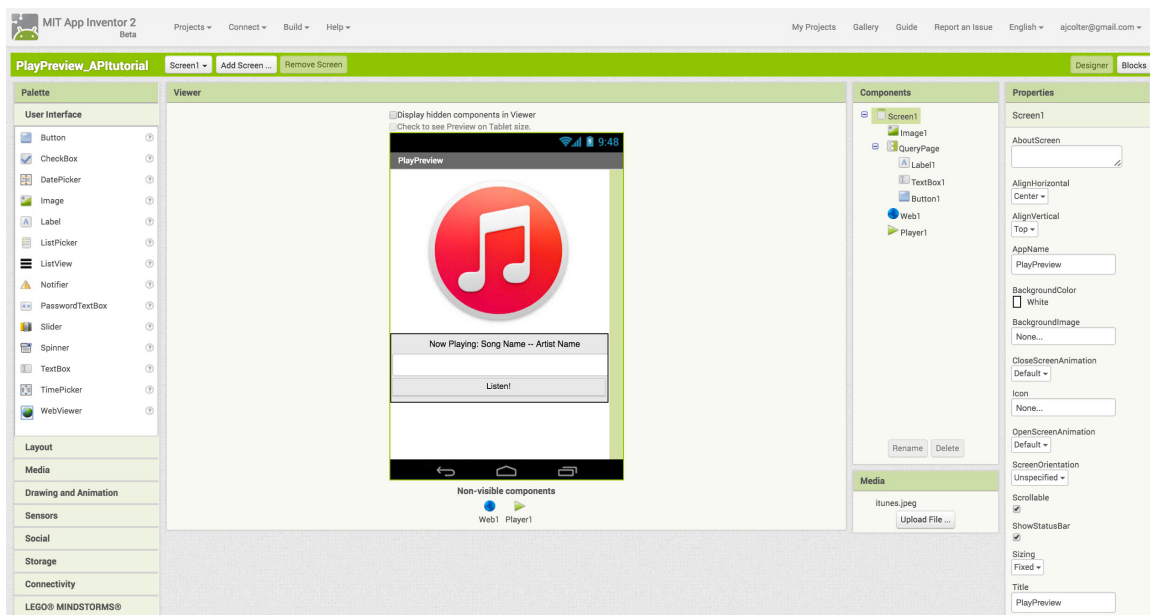 MIT App Inventor 2
Beta
Projects Connect Build Help
My Projects Gallery Guide Report an Issue English ajcolter@gmail.com
PlayPreview_APItutorial Screen1 Add Screen ... Remove Screen Designer Blocks
Palette
User Interface
Button
CheckBox
DatePicker
Image
Label
ListPicker
ListView
Notifier
PasswordTextBox
Slider
Spinner
TextBox
TimePicker
WebViewer
Layout
Media
Drawing and Animation
Sensors
Social
Storage
Connectivity
LEGO® MINDSTORMS®
Viewer
Display hidden components in Viewer
Check to see Preview on Tablet size.
9:48
PlayPreview
Now Playing: Song Name -- Artist Name
Listen!
Non-visible components
Web1 Player1
Components
Screen1
Image1
QueryPage
Label1
TextBox1
Button1
Web1
Player1
Rename Delete
Media
itunes.jpeg
Upload File ...
Properties
Screen1
AboutScreen
AlignHorizontal
Center
AlignVertical
Top
AppName
PlayPreview
BackgroundColor
White
BackgroundImage
None...
CloseScreenAnimation
Default
Icon
None...
OpenScreenAnimation
Default
ScreenOrientation
Unspecified
Scrollable
ShowStatusBar
Sizing
Fixed
Title
PlayPreview